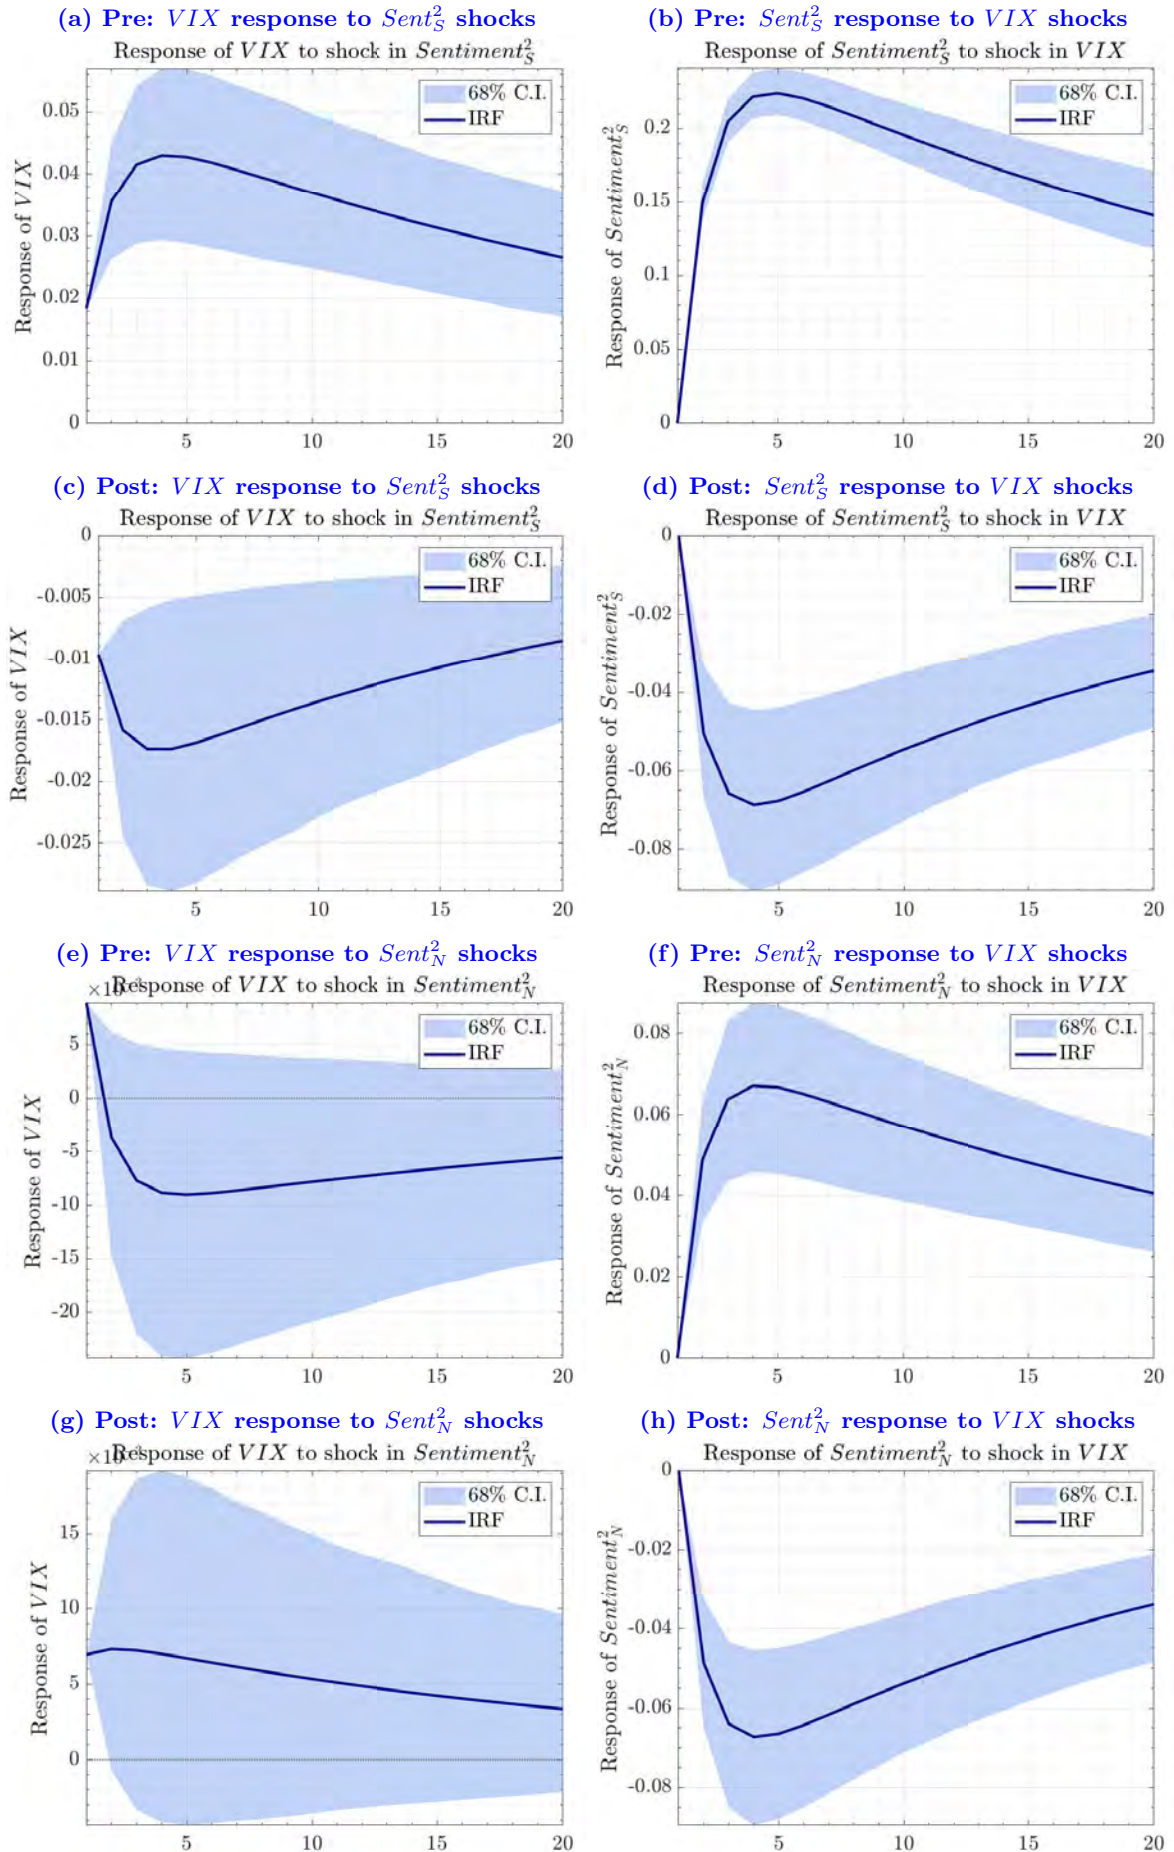 (a) Pre: VIX response to Sent²_S shocks
Response of VIX to shock in Sentiment²_S
68% C.I.
IRF
Response of VIX
0.05
0.04
0.03
0.02
0.01
0
5 10 15 20
(b) Pre: Sent²_S response to VIX shocks
Response of Sentiment²_S to shock in VIX
68% C.I.
IRF
Response of Sentiment²_S
0.2
0.15
0.1
0.05
0
5 10 15 20
(c) Post: VIX response to Sent²_S shocks
Response of VIX to shock in Sentiment²_S
68% C.I.
IRF
Response of VIX
0
-0.005
-0.01
-0.015
-0.02
-0.025
5 10 15 20
(d) Post: Sent²_S response to VIX shocks
Response of Sentiment²_S to shock in VIX
68% C.I.
IRF
Response of Sentiment²_S
0
-0.02
-0.04
-0.06
-0.08
5 10 15 20
(e) Pre: VIX response to Sent²_N shocks
Response of VIX to shock in Sentiment²_N
68% C.I.
IRF
Response of VIX
5
0
-5
-10
-15
-20
5 10 15 20
(f) Pre: Sent²_N response to VIX shocks
Response of Sentiment²_N to shock in VIX
68% C.I.
IRF
Response of Sentiment²_N
0.08
0.06
0.04
0.02
0
5 10 15 20
(g) Post: VIX response to Sent²_N shocks
Response of VIX to shock in Sentiment²_N
68% C.I.
IRF
Response of VIX
15
10
5
0
5 10 15 20
(h) Post: Sent²_N response to VIX shocks
Response of Sentiment²_N to shock in VIX
68% C.I.
IRF
Response of Sentiment²_N
0
-0.02
-0.04
-0.06
-0.08
5 10 15 20